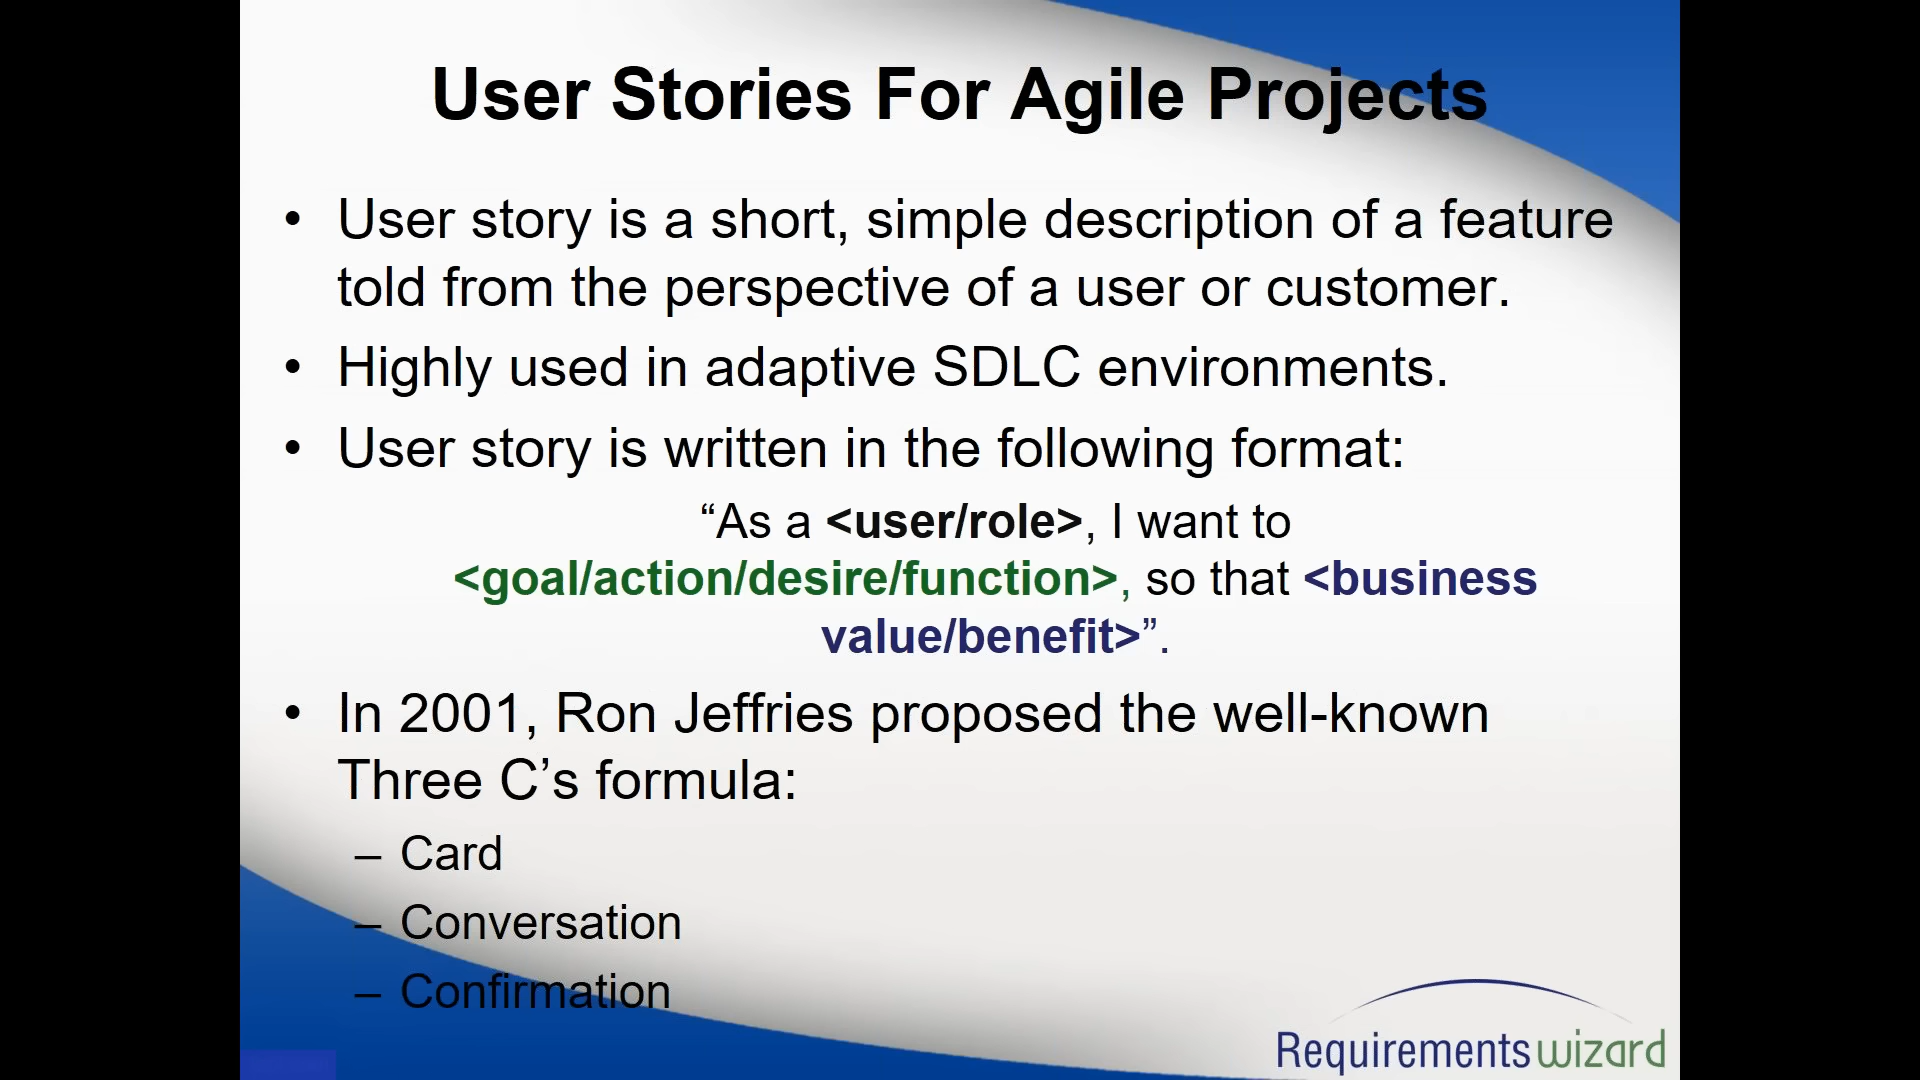 User Stories For Agile Projects
• User story is a short, simple description of a feature
told from the perspective of a user or customer.
• Highly used in adaptive SDLC environments.
• User story is written in the following format:
“As a <user/role>, I want to
<goal/action/desire/function>, so that <business
value/benefit>”.
• In 2001, Ron Jeffries proposed the well-known
Three C’s formula:
– Card
– Conversation
– Confirmation
Requirementswizard